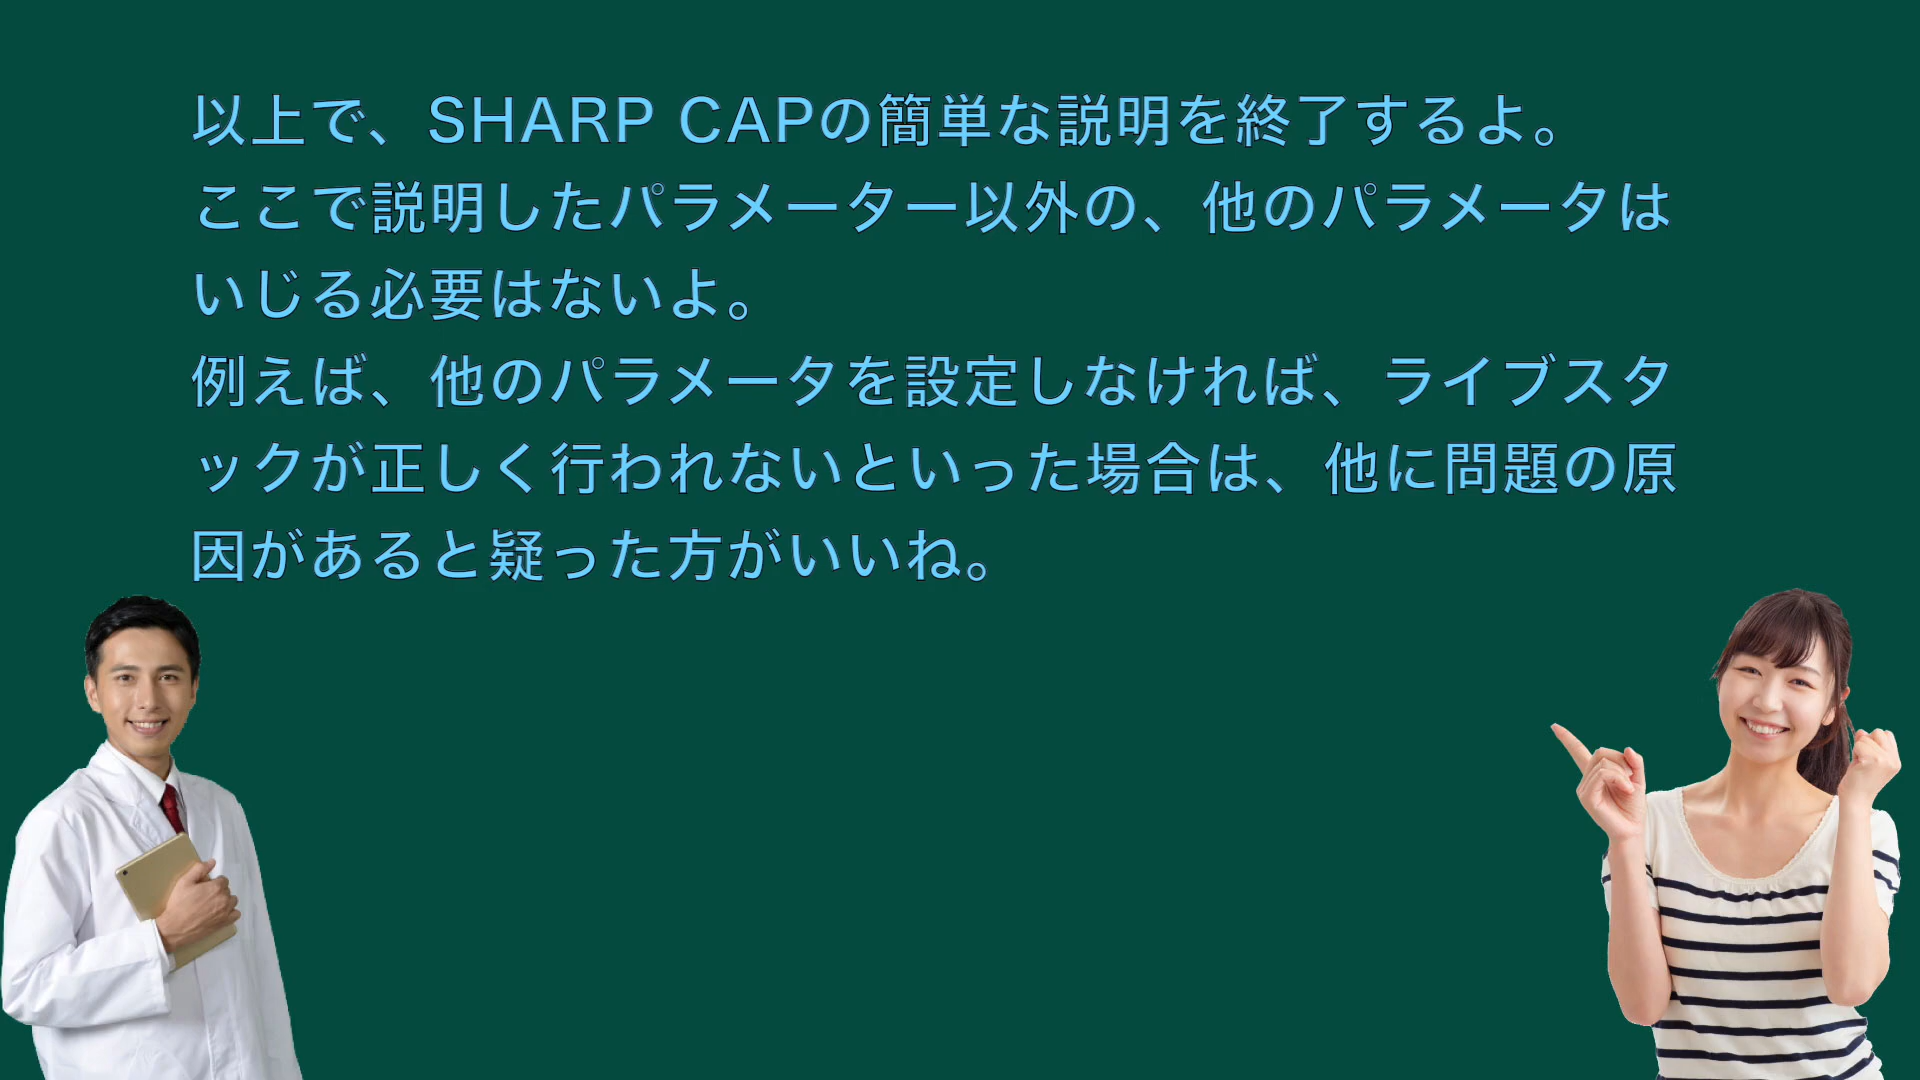 以上で、SHARP CAPの簡単な説明を終了するよ。
ここで説明したパラメーター以外の、他のパラメータは
いじる必要はないよ。
例えば、他のパラメータを設定しなければ、ライブスタ
ックが正しく行われないといった場合は、他に問題の原
因があると疑った方がいいね。